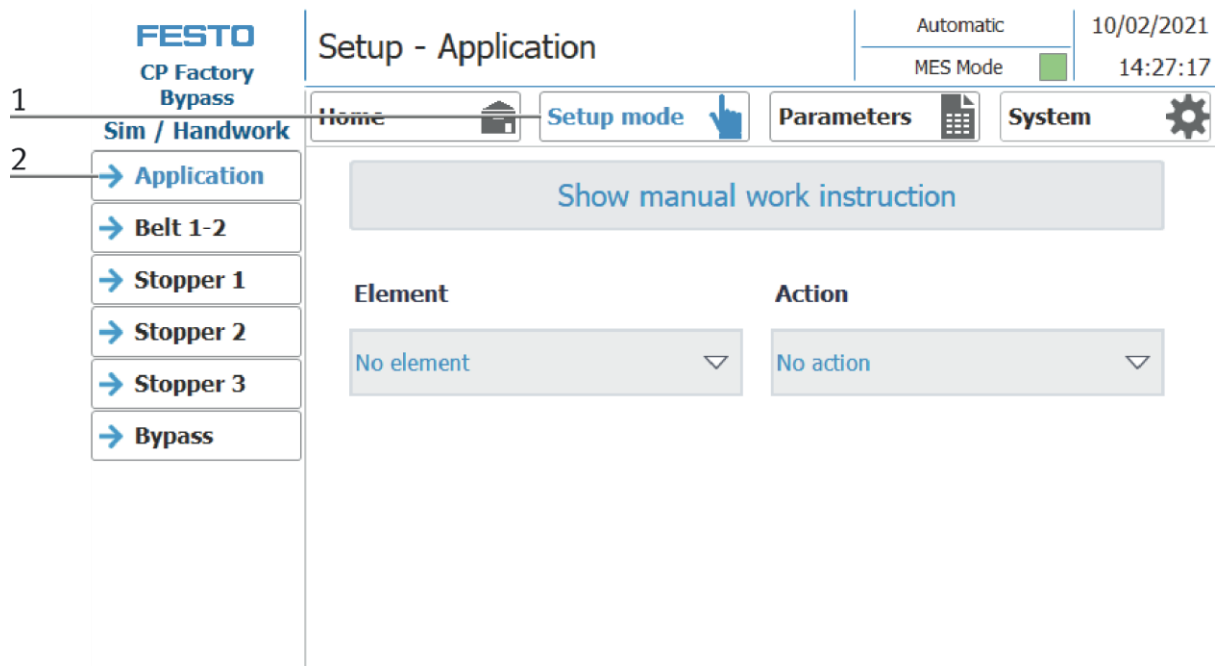 FESTO
CP Factory
Bypass
Sim / Handwork
Setup - Application
Automatic
MES Mode
10/02/2021
14:27:17
1
Home
Setup mode
Parameters
System
2
Application
Belt 1-2
Stopper 1
Stopper 2
Stopper 3
Bypass
Show manual work instruction
Element
Action
No element
No action